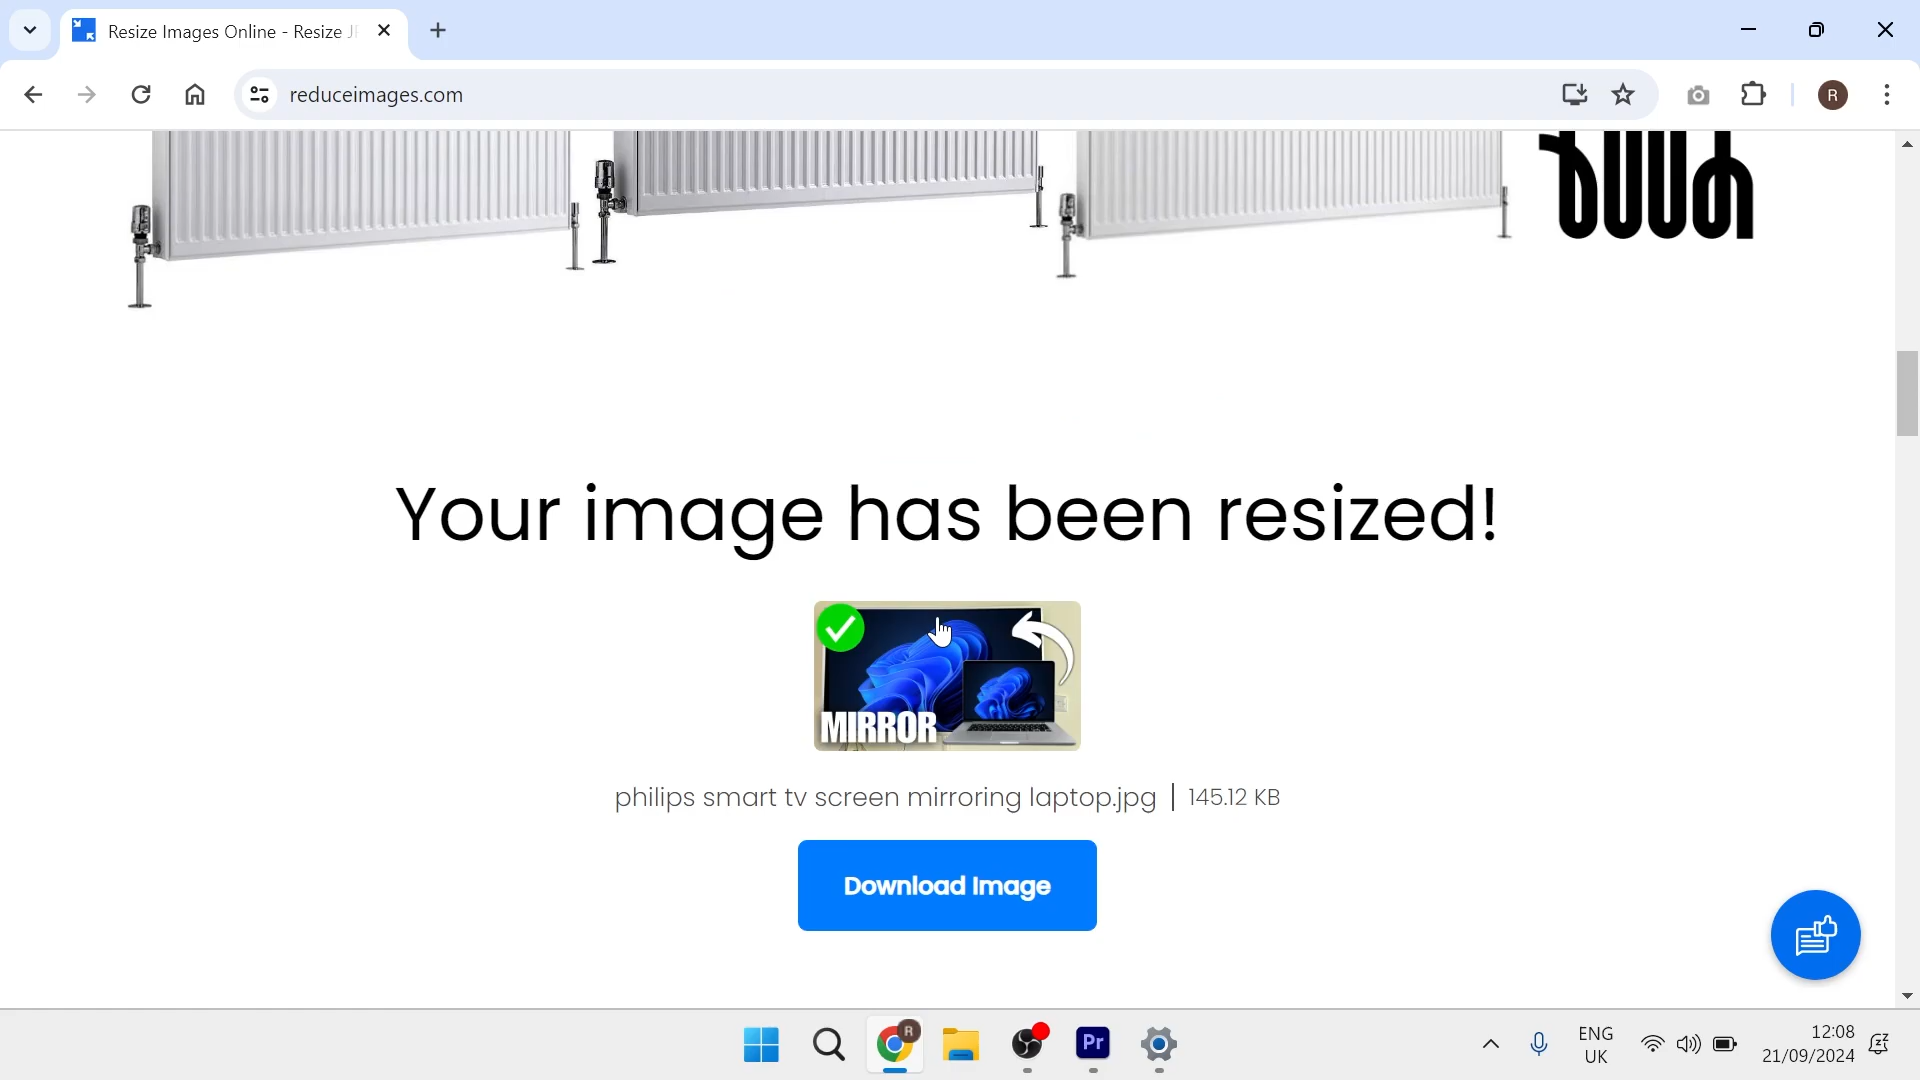 Resize Images Online - Resize JP
reduceimages.com
R
Your image has been resized!
MIRROR
philips smart tv screen mirroring laptop.jpg | 145.12 KB
Download Image
R
Pr
ENG
UK
12:08
21/09/2024